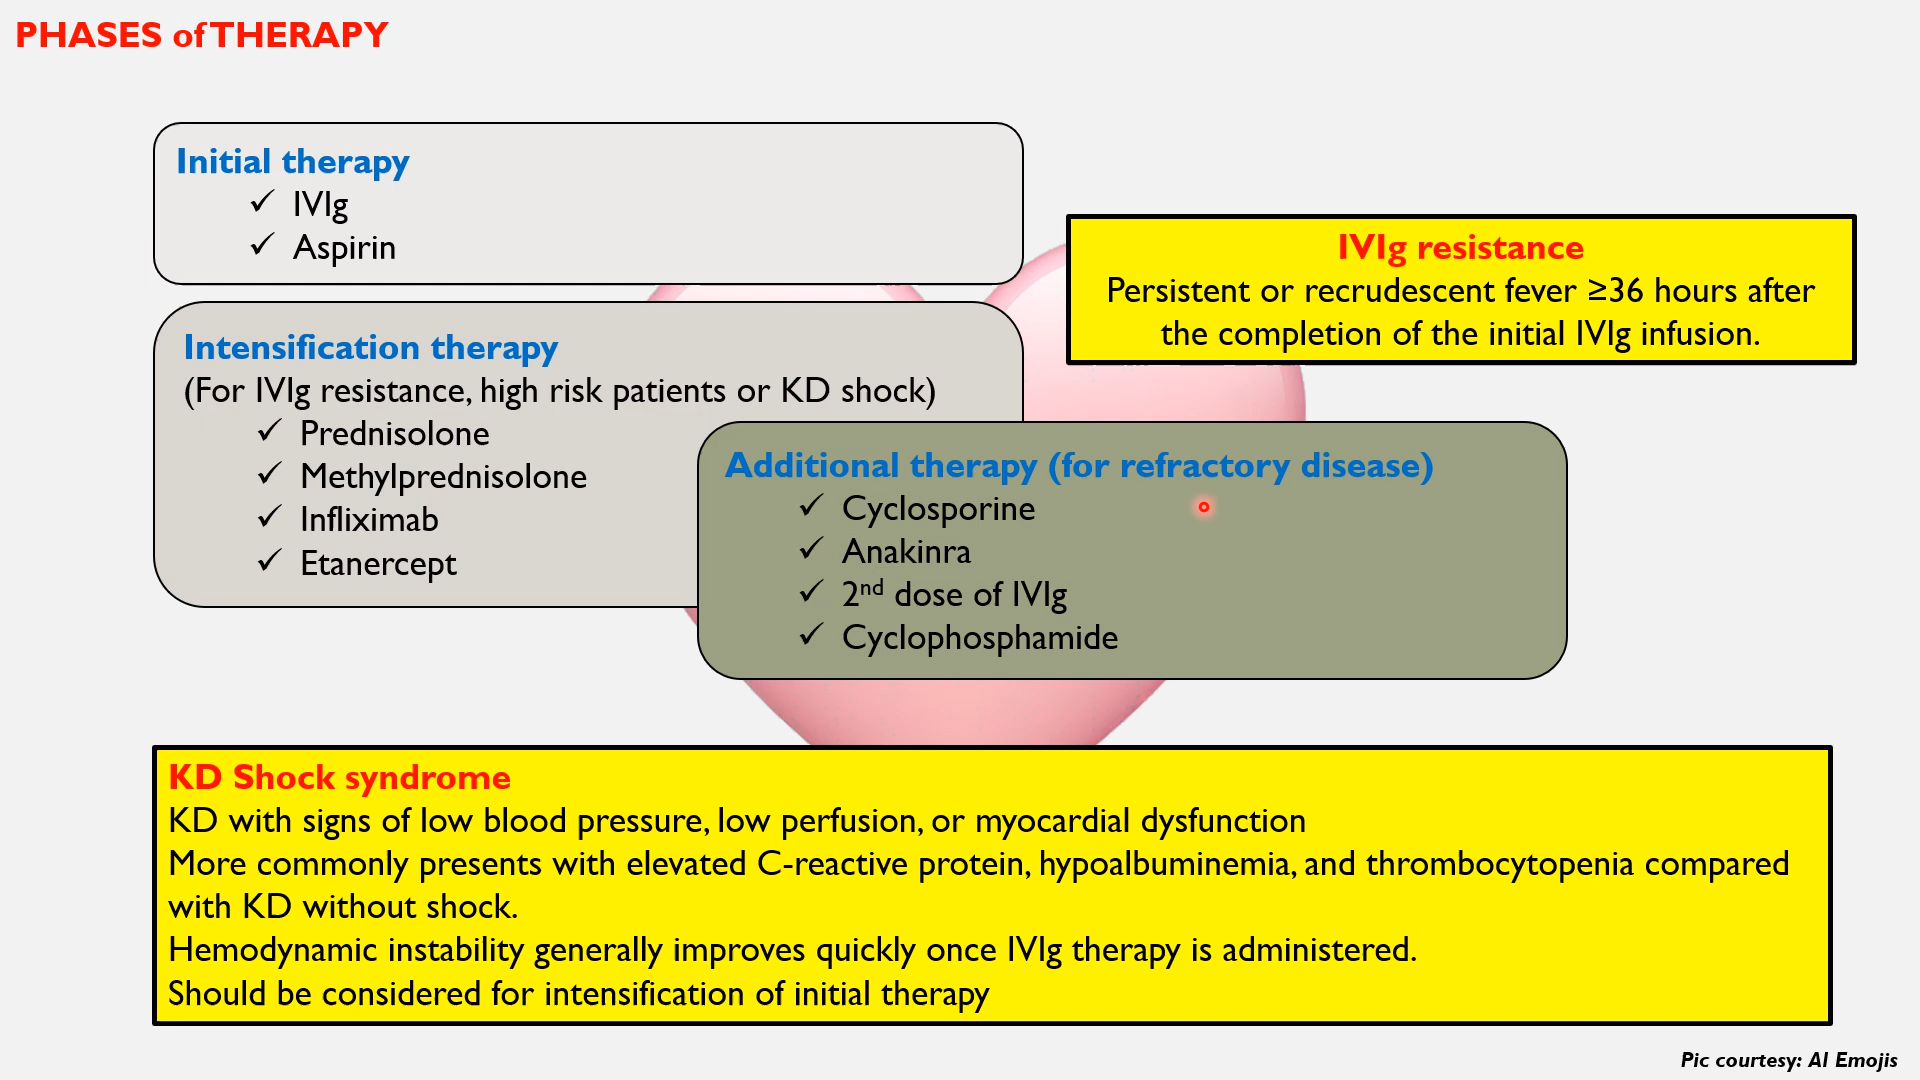 PHASES of THERAPY
Initial therapy
✓ IVIg
✓ Aspirin
Intensification therapy
(For IVIg resistance, high risk patients or KD shock)
✓ Prednisolone
✓ Methylprednisolone
✓ Infliximab
✓ Etanercept
IVIg resistance
Persistent or recrudescent fever ≥36 hours after
the completion of the initial IVIg infusion.
Additional therapy (for refractory disease)
✓ Cyclosporine
✓ Anakinra
✓ 2nd dose of IVIg
✓ Cyclophosphamide
KD Shock syndrome
KD with signs of low blood pressure, low perfusion, or myocardial dysfunction
More commonly presents with elevated C-reactive protein, hypoalbuminemia, and thrombocytopenia compared
with KD without shock.
Hemodynamic instability generally improves quickly once IVIg therapy is administered.
Should be considered for intensification of initial therapy
Pic courtesy: AI Emojis